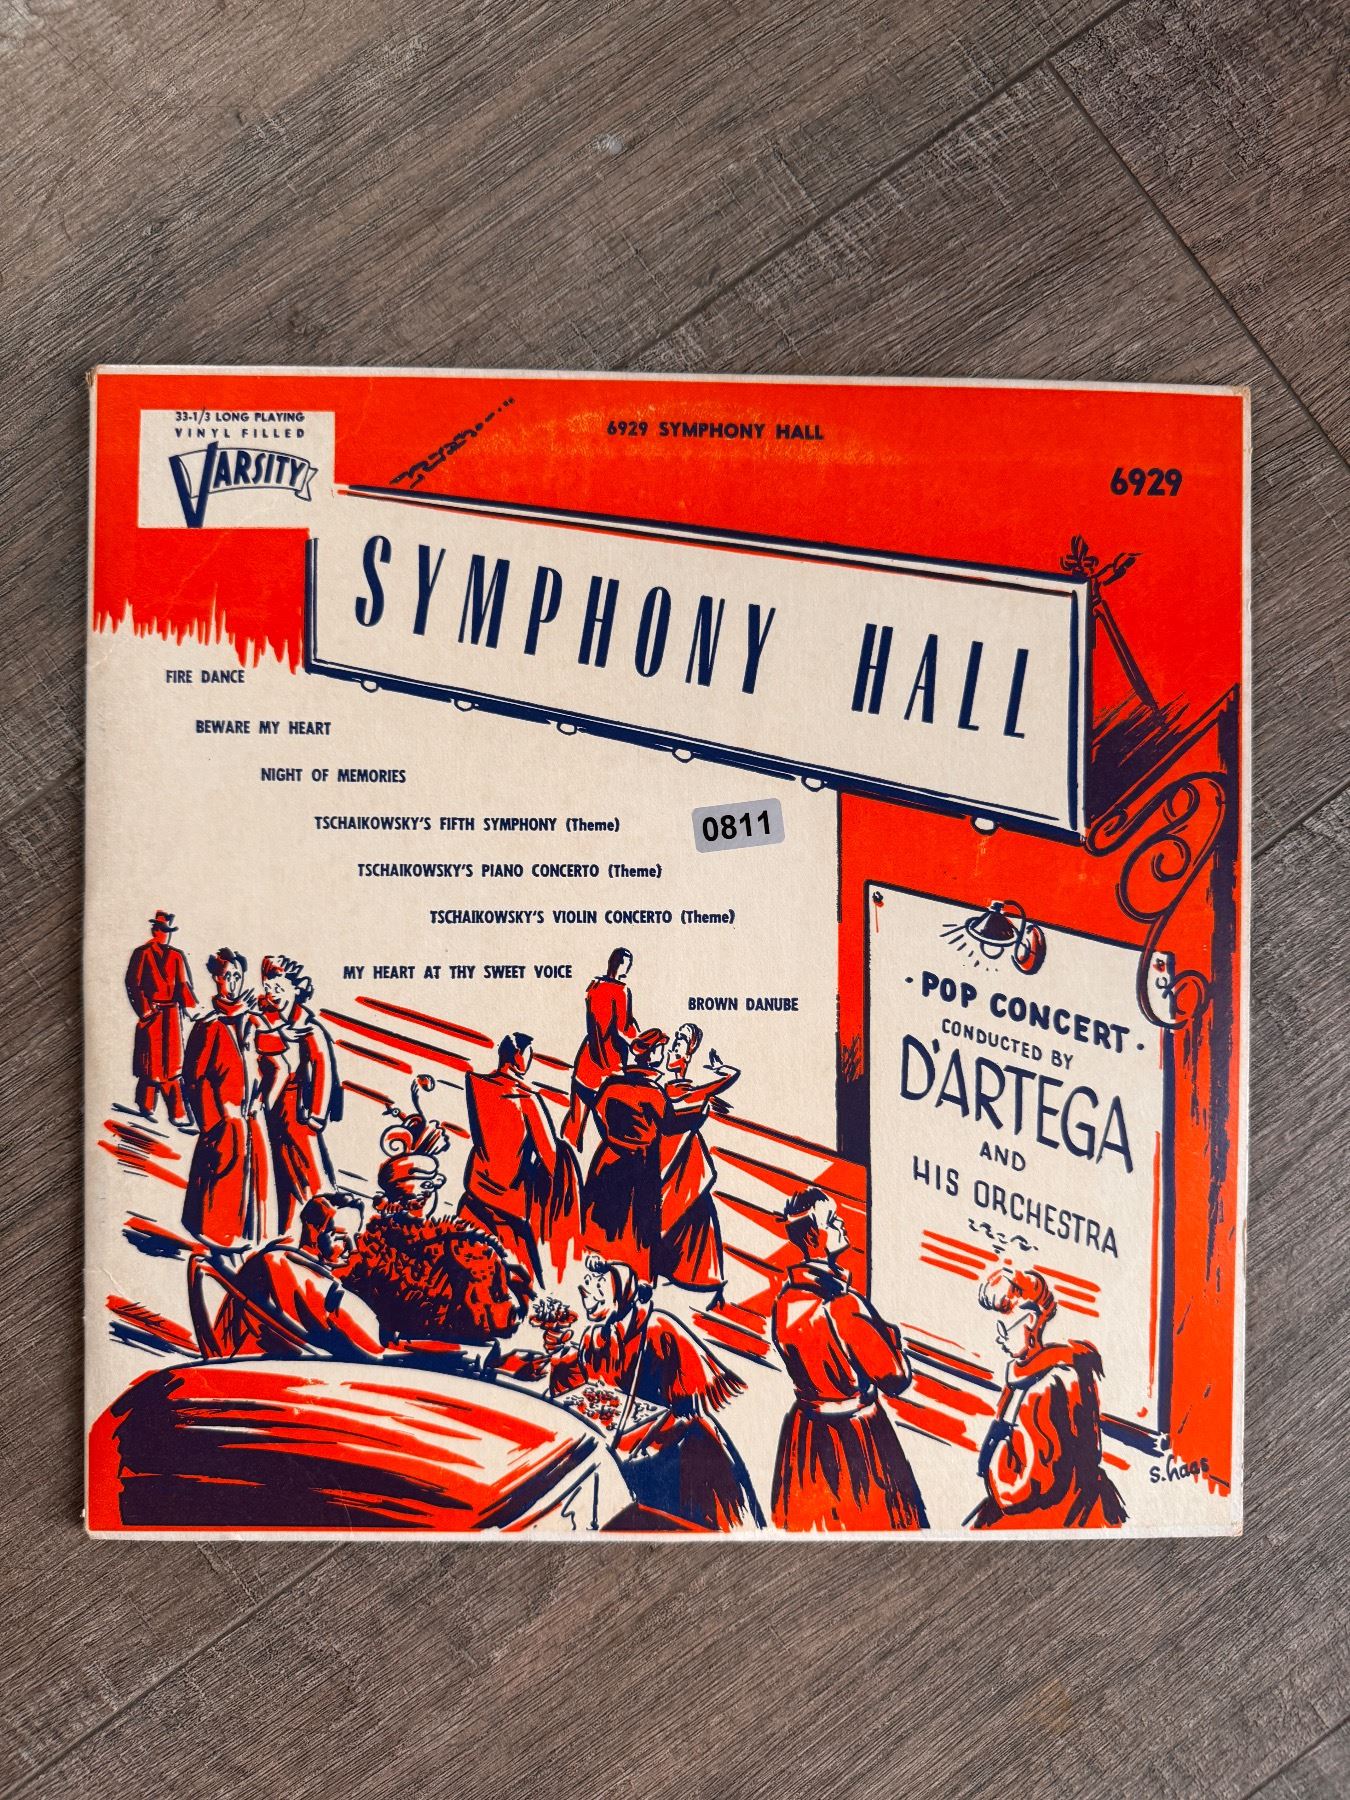 33-1/3 LONG PLAYING
VINYL FILLED
VARSITY
6929 SYMPHONY HALL
6929
SYMPHONY HALL
FIRE DANCE
BEWARE MY HEART
NIGHT OF MEMORIES
TSCHAIKOWSKY'S FIFTH SYMPHONY (Theme)
0811
TSCHAIKOWSKY'S PIANO CONCERTO (Theme)
TSCHAIKOWSKY'S VIOLIN CONCERTO (Theme)
MY HEART AT THY SWEET VOICE
BROWN DANUBE
• POP CONCERT •
CONDUCTED BY
D'ARTEGA
AND
HIS ORCHESTRA
s. haas